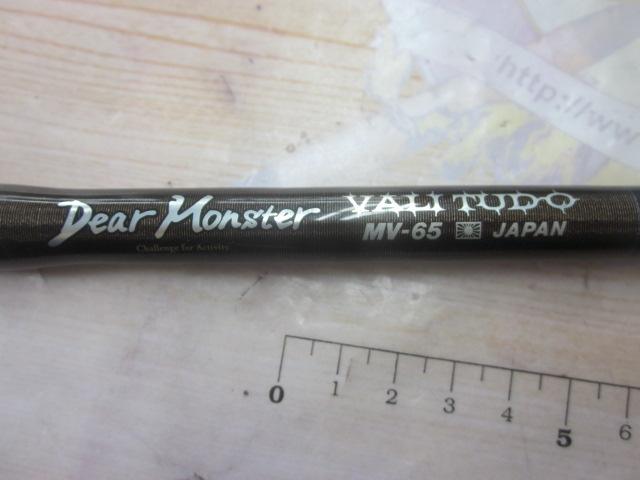 http://ww
Dear Monster VALI TUDO
Challenge for Activity
MV-65 JAPAN
0 1 2 3 4 5 6